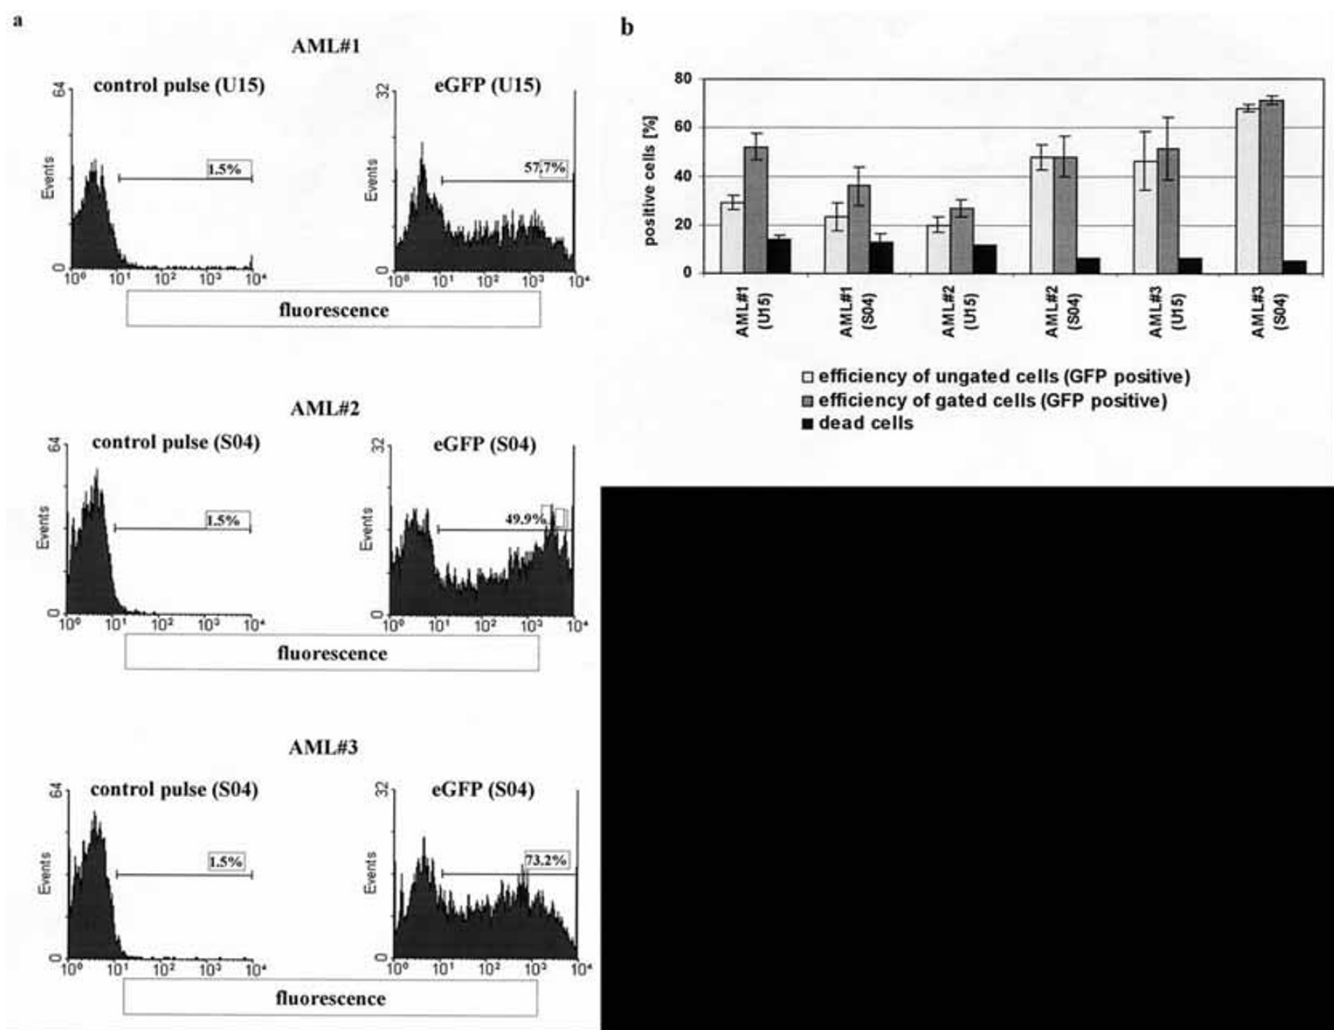 a
AML#1
control pulse (U15)
eGFP (U15)
64
Events
0
1.5%
10⁰ 10¹ 10² 10³ 10⁴
32
Events
0
57.7%
10⁰ 10¹ 10² 10³ 10⁴
fluorescence
AML#2
control pulse (S04)
eGFP (S04)
64
Events
0
1.5%
10⁰ 10¹ 10² 10³ 10⁴
32
Events
0
49.9%
10⁰ 10¹ 10² 10³ 10⁴
fluorescence
AML#3
control pulse (S04)
eGFP (S04)
64
Events
0
1.5%
10⁰ 10¹ 10² 10³ 10⁴
32
Events
0
73.2%
10⁰ 10¹ 10² 10³ 10⁴
fluorescence
b
positive cells [%]
80
60
40
20
0
AML#1
(U15)
AML#1
(S04)
AML#2
(U15)
AML#2
(S04)
AML#3
(U15)
AML#3
(S04)
efficiency of ungated cells (GFP positive)
efficiency of gated cells (GFP positive)
dead cells